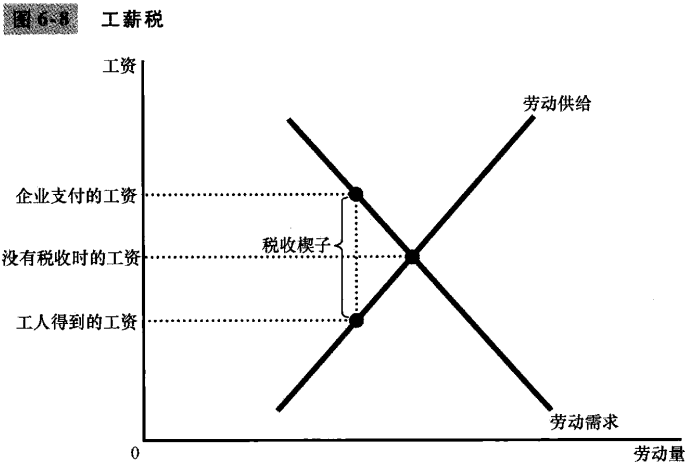 图 6-8 工薪税
工资
劳动供给
企业支付的工资
税收楔子
没有税收时的工资
工人得到的工资
劳动需求
0
劳动量